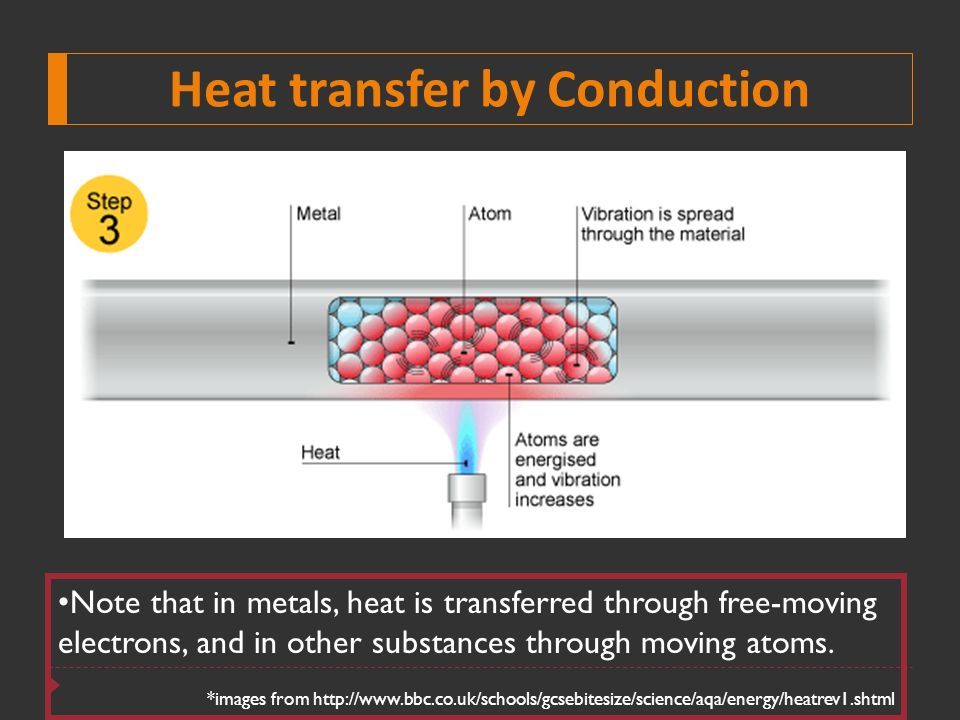 Heat transfer by Conduction
Step
3
Metal
Atom
Vibration is spread
through the material
Heat
Atoms are
energised
and vibration
increases
•Note that in metals, heat is transferred through free-moving
electrons, and in other substances through moving atoms.
*images from http://www.bbc.co.uk/schools/gcsebitesize/science/aqa/energy/heatrev1.shtml